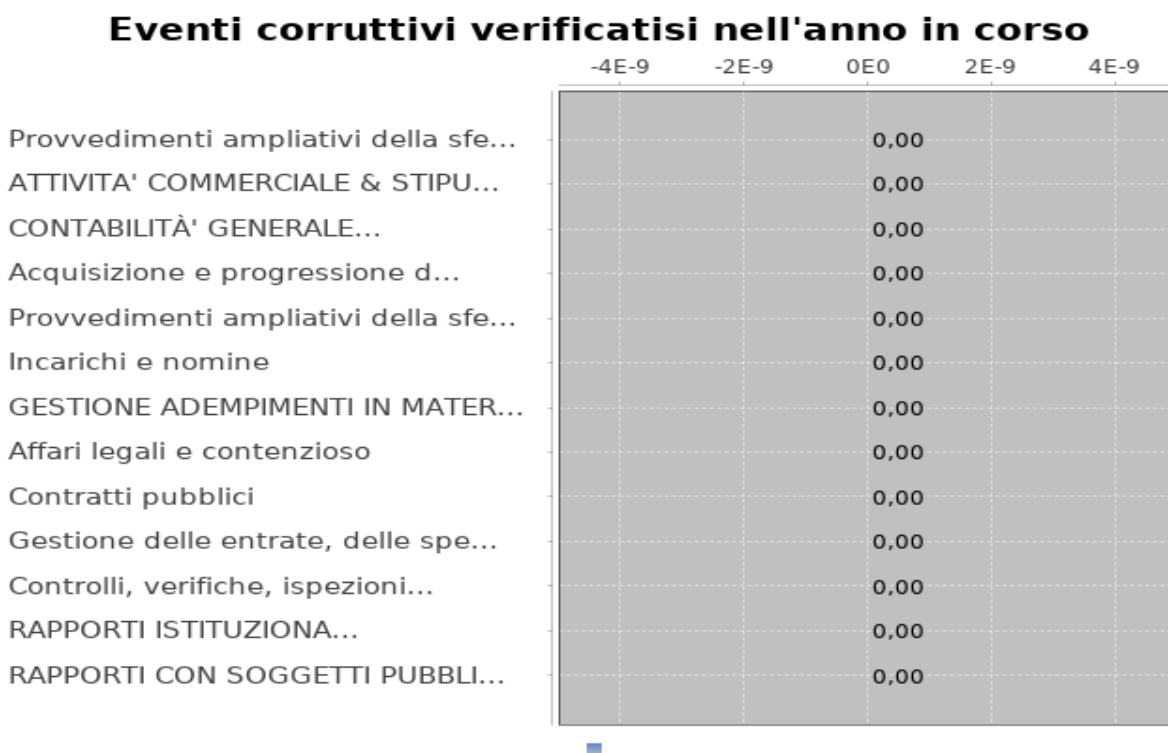 Eventi corruttivi verificatisi nell'anno in corso
-4E-9 -2E-9 0E0 2E-9 4E-9
Provvedimenti ampliativi della sfe... 0,00
ATTIVITA' COMMERCIALE & STIPU... 0,00
CONTABILITÀ' GENERALE... 0,00
Acquisizione e progressione d... 0,00
Provvedimenti ampliativi della sfe... 0,00
Incarichi e nomine 0,00
GESTIONE ADEMPIMENTI IN MATER... 0,00
Affari legali e contenzioso 0,00
Contratti pubblici 0,00
Gestione delle entrate, delle spe... 0,00
Controlli, verifiche, ispezioni... 0,00
RAPPORTI ISTITUZIONA... 0,00
RAPPORTI CON SOGGETTI PUBBLI... 0,00